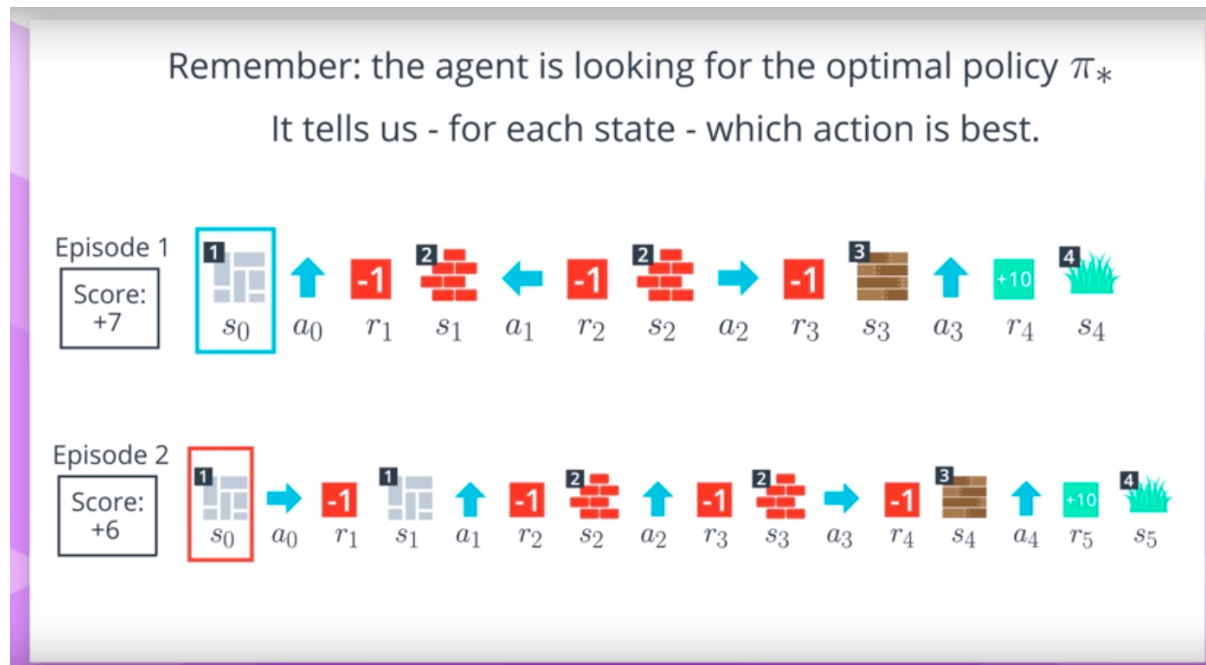 Remember: the agent is looking for the optimal policy π∗
It tells us - for each state - which action is best.
Episode 1
Score:
+7
1 -1 2 -1 2 -1 3 +10 4
s₀ a₀ r₁ s₁ a₁ r₂ s₂ a₂ r₃ s₃ a₃ r₄ s₄
Episode 2
Score:
+6
1 -1 1 -1 2 -1 2 -1 3 +10 4
s₀ a₀ r₁ s₁ a₁ r₂ s₂ a₂ r₃ s₃ a₃ r₄ s₄ a₄ r₅ s₅